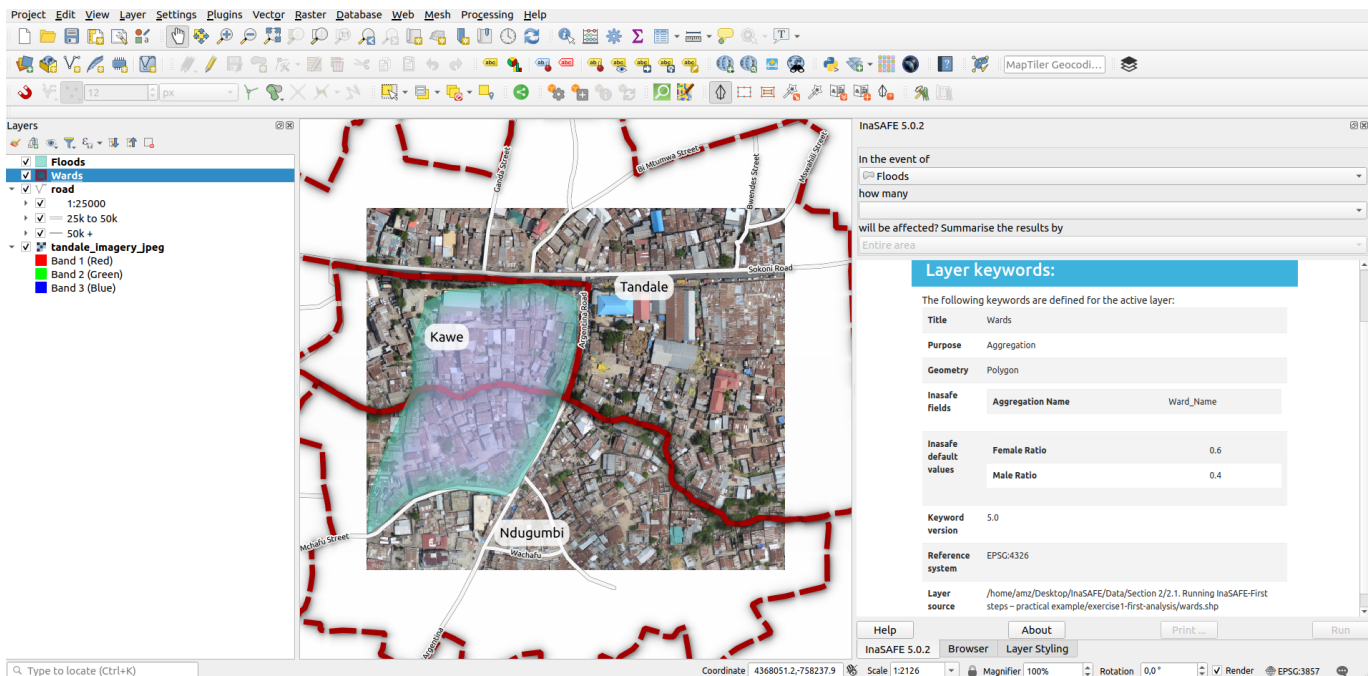 Project Edit View Layer Settings Plugins Vector Raster Database Web Mesh Processing Help
MapTiler Geocodi...
12 px
Layers
Floods
Wards
road
1:25000
25k to 50k
50k +
tandale_imagery_jpeg
Band 1 (Red)
Band 2 (Green)
Band 3 (Blue)
Ganda Street
Bi Mtumwa Street
Bwendes Street
Mswahili Street
Sokoni Road
Tandale
Argentina Road
Kawe
Ndugumbi
Mchafu Street
Wachafu
Argentina
InaSAFE 5.0.2
In the event of
Floods
how many
will be affected? Summarise the results by
Entire area
Layer keywords:
The following keywords are defined for the active layer:
Title Wards
Purpose Aggregation
Geometry Polygon
Inasafe fields Aggregation Name Ward_Name
Inasafe default values Female Ratio 0.6
Male Ratio 0.4
Keyword version 5.0
Reference system EPSG:4326
Layer source /home/amz/Desktop/InaSAFE/Data/Section 2/2.1. Running InaSAFE-First
steps – practical example/exercise1-first-analysis/wards.shp
Help About Print ... Run
InaSAFE 5.0.2 Browser Layer Styling
Type to locate (Ctrl+K) Coordinate 4368051.2,-758237.9 Scale 1:2126 Magnifier 100% Rotation 0,0 ° Render EPSG:3857